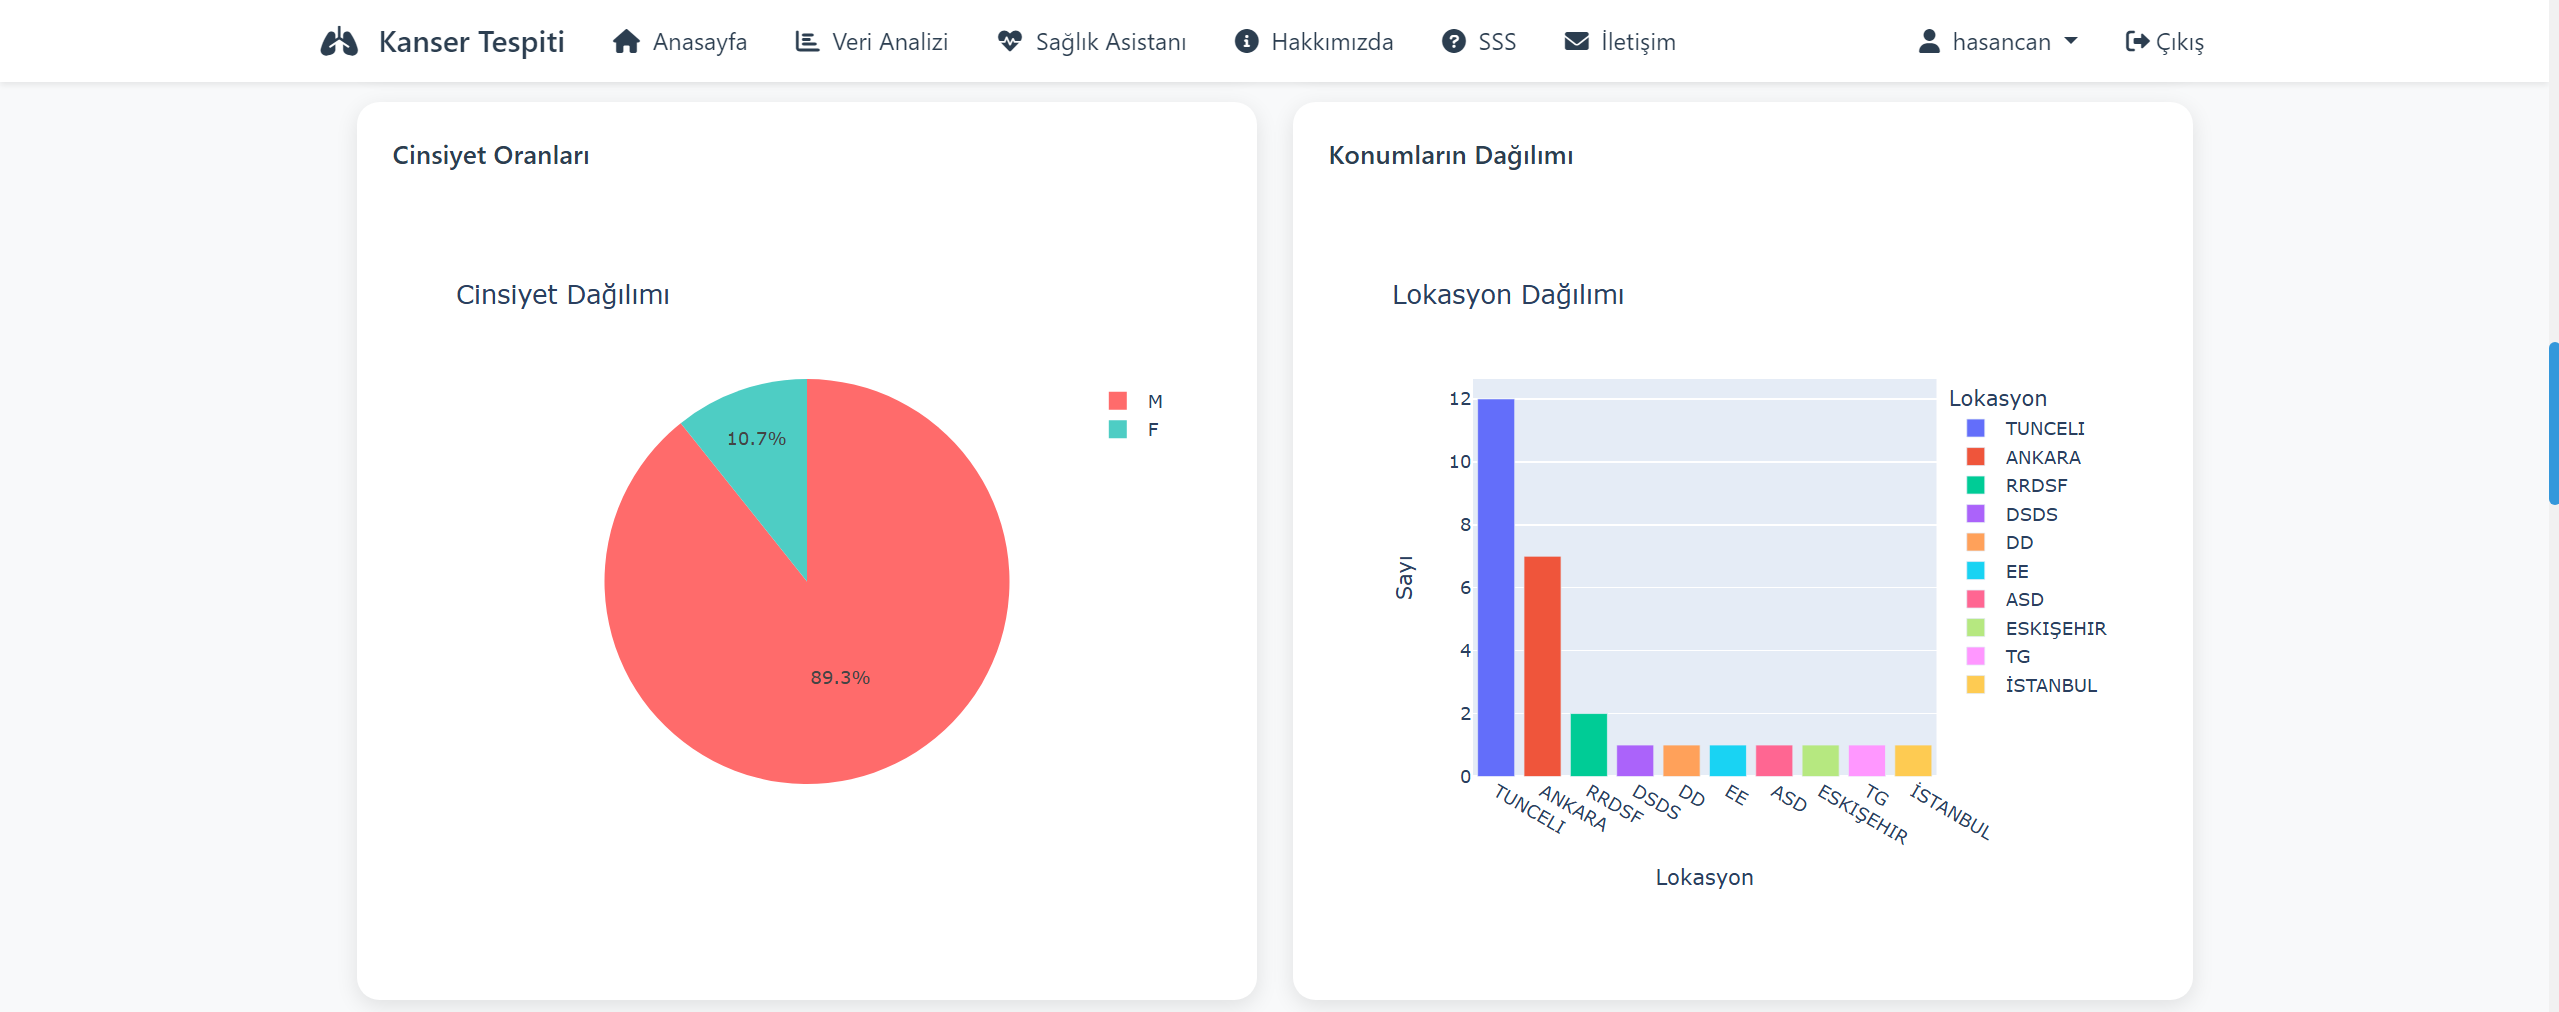 Kanser Tespiti Anasayfa Veri Analizi Sağlık Asistanı Hakkımızda SSS İletişim hasancan Çıkış
Cinsiyet Oranları
Cinsiyet Dağılımı
M
F
10.7%
89.3%
Konumların Dağılımı
Lokasyon Dağılımı
12
10
8
6
4
2
0
Sayı
TUNCELI
ANKARA
RRDSF
DSDS
DD
EE
ASD
ESKIŞEHIR
TG
İSTANBUL
Lokasyon
Lokasyon
TUNCELI
ANKARA
RRDSF
DSDS
DD
EE
ASD
ESKIŞEHIR
TG
İSTANBUL